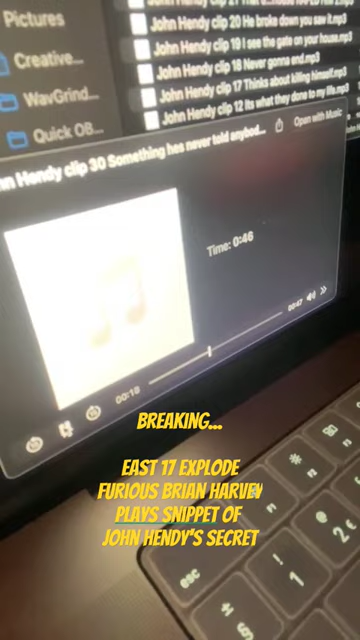 Pictures
Creative...
WavGrind...
Quick OB...
John Hendy clip 20 He broke down you saw it.mp3
John Hendy clip 19 I see the gate on your house.mp3
John Hendy clip 18 Never gonna end.mp3
John Hendy clip 17 Thinks about killing himself.mp3
John Hendy clip 12 Its what they done to my life.mp3
hn Hendy clip 30 Something hes never told anybod...
Open with Music
Time: 0:46
00:18
00:47
BREAKING...
EAST 17 EXPLODE
FURIOUS BRIAN HARVEY
PLAYS SNIPPET OF
JOHN HENDY'S SECRET
esc
!
1
@
2
§